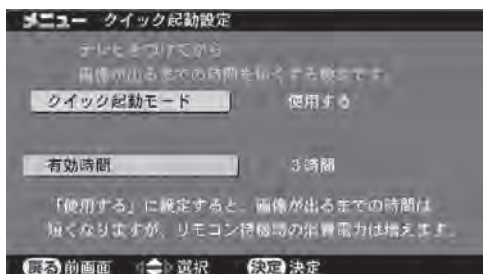 メニュー クイック起動設定
テレビをつけてから
画像が出るまでの時間を短くする機能です。
クイック起動モード 使用する
有効時間 3時間
「使用する」に設定すると、画像が出るまでの時間は
短くなりますが、リモコン待機時の消費電力は増えます。
戻る 前画面 選択 決定 決定